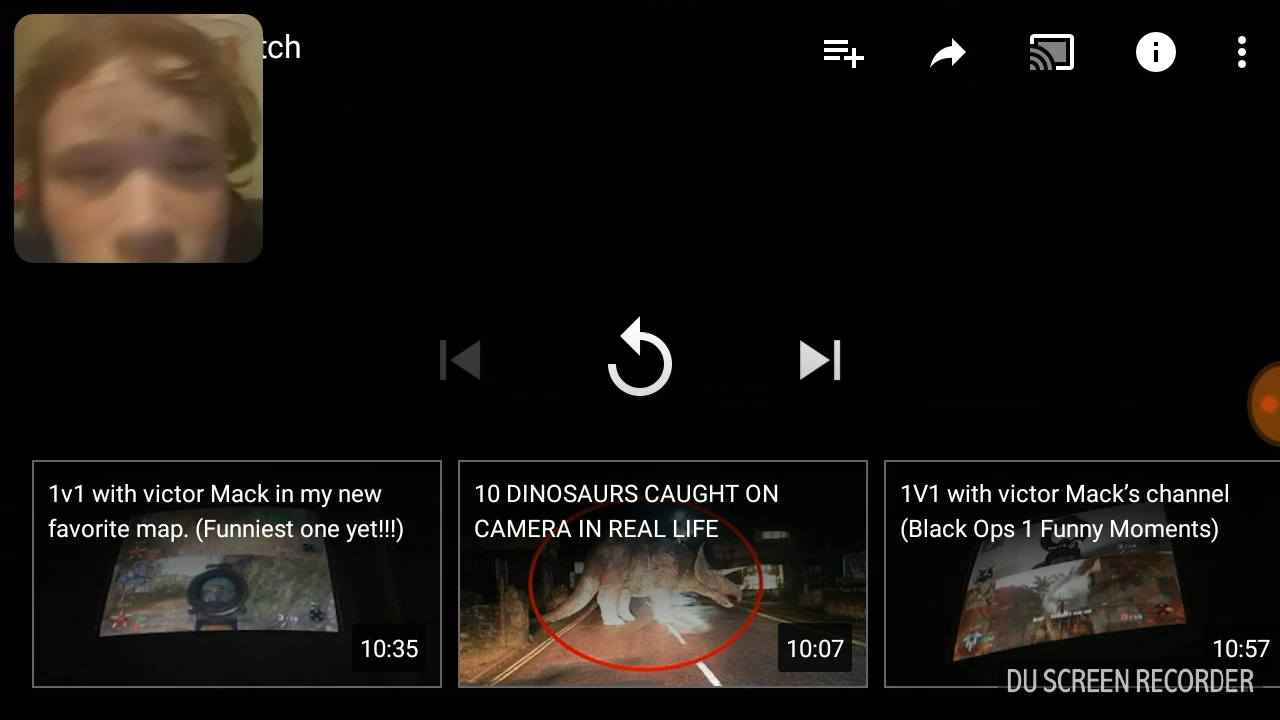 tch
1v1 with victor Mack in my new
favorite map. (Funniest one yet!!!)
10:35
10 DINOSAURS CAUGHT ON
CAMERA IN REAL LIFE
10:07
1V1 with victor Mack’s channel
(Black Ops 1 Funny Moments)
10:57
DU SCREEN RECORDER